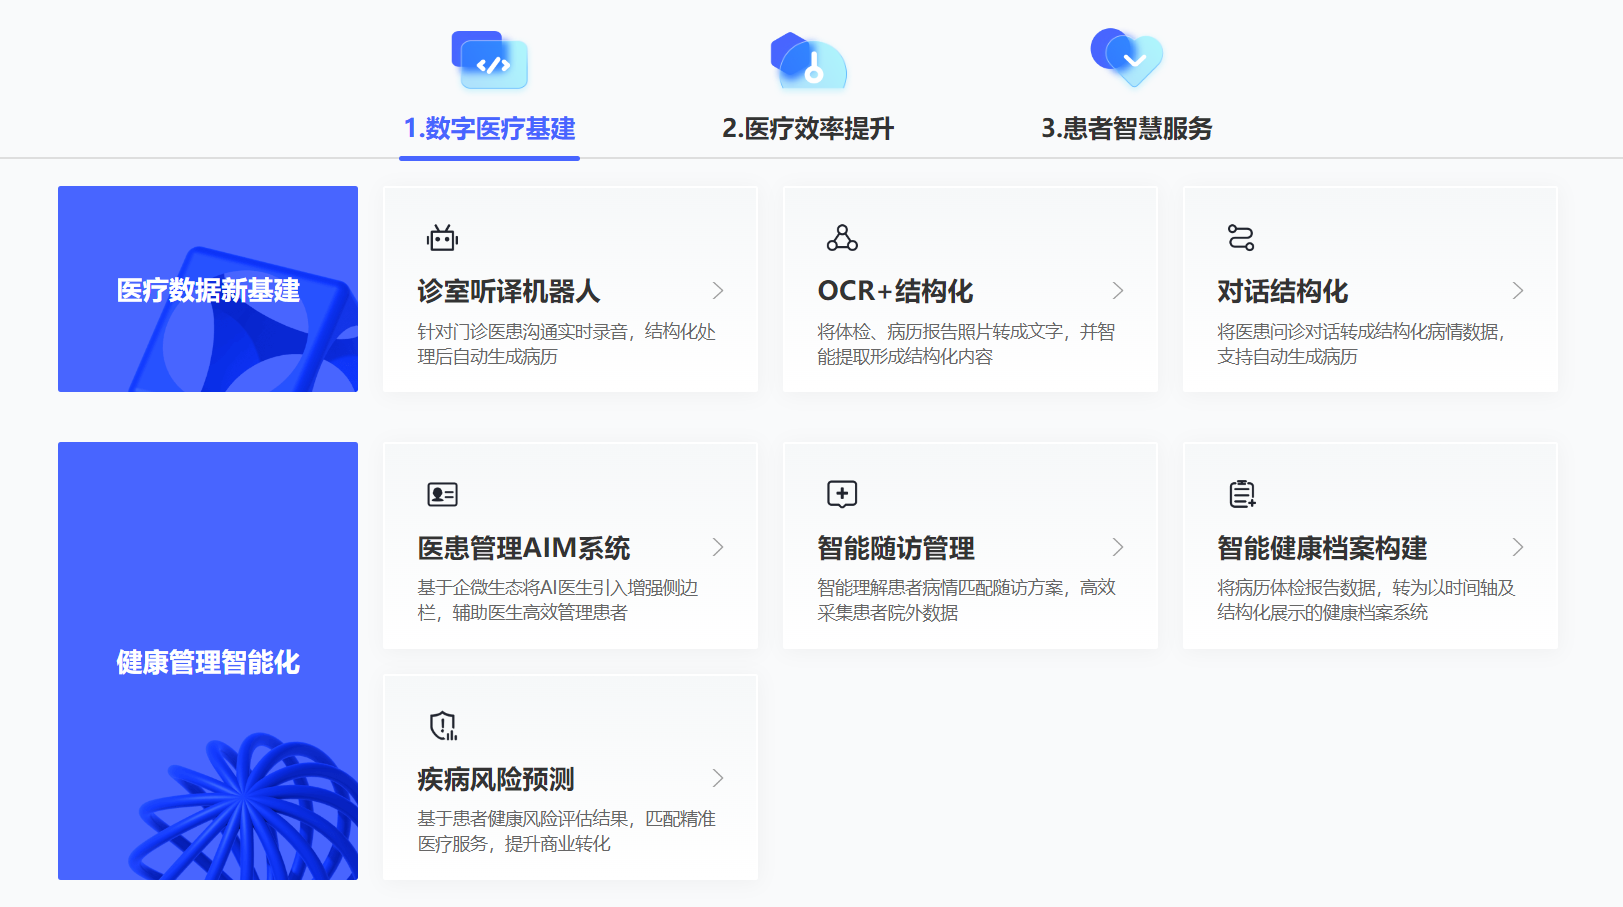 1.数字医疗基建
2.医疗效率提升
3.患者智慧服务
医疗数据新基建
诊室听译机器人
针对门诊医患沟通实时录音，结构化处
理后自动生成病历
OCR+结构化
将体检、病历报告照片转成文字，并智
能提取形成结构化内容
对话结构化
将医患问诊对话转成结构化病情数据，
支持自动生成病历
健康管理智能化
医患管理AIM系统
基于企微生态将AI医生引入增强侧边
栏，辅助医生高效管理患者
智能随访管理
智能理解患者病情匹配随访方案，高效
采集患者院外数据
智能健康档案构建
将病历体检报告数据，转为以时间轴及
结构化展示的健康档案系统
疾病风险预测
基于患者健康风险评估结果，匹配精准
医疗服务，提升商业转化